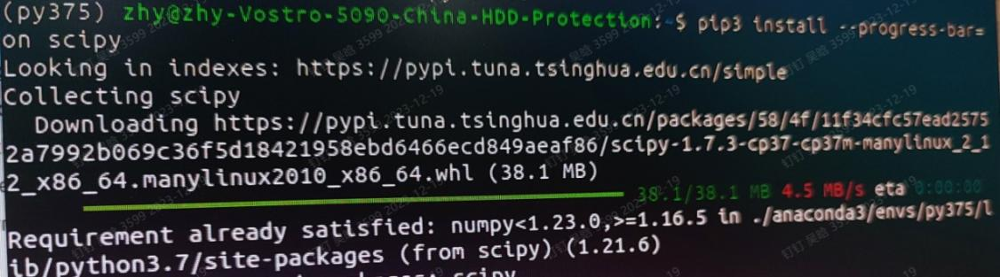 (py375) zhy@zhy-Vostro-5090-China-HDD-Protection:~$ pip3 install --progress-bar=
on scipy
Looking in indexes: https://pypi.tuna.tsinghua.edu.cn/simple
Collecting scipy
  Downloading https://pypi.tuna.tsinghua.edu.cn/packages/58/4f/11f34cfc57ead2575
2a7992b069c36f5d18421958ebd6466ecd849aeaf86/scipy-1.7.3-cp37-cp37m-manylinux_2_1
2_x86_64.manylinux2010_x86_64.whl (38.1 MB)
38.1/38.1 MB 4.5 MB/s eta 0:00:00
Requirement already satisfied: numpy<1.23.0,>=1.16.5 in ./anaconda3/envs/py375/l
ib/python3.7/site-packages (from scipy) (1.21.6)
scipy